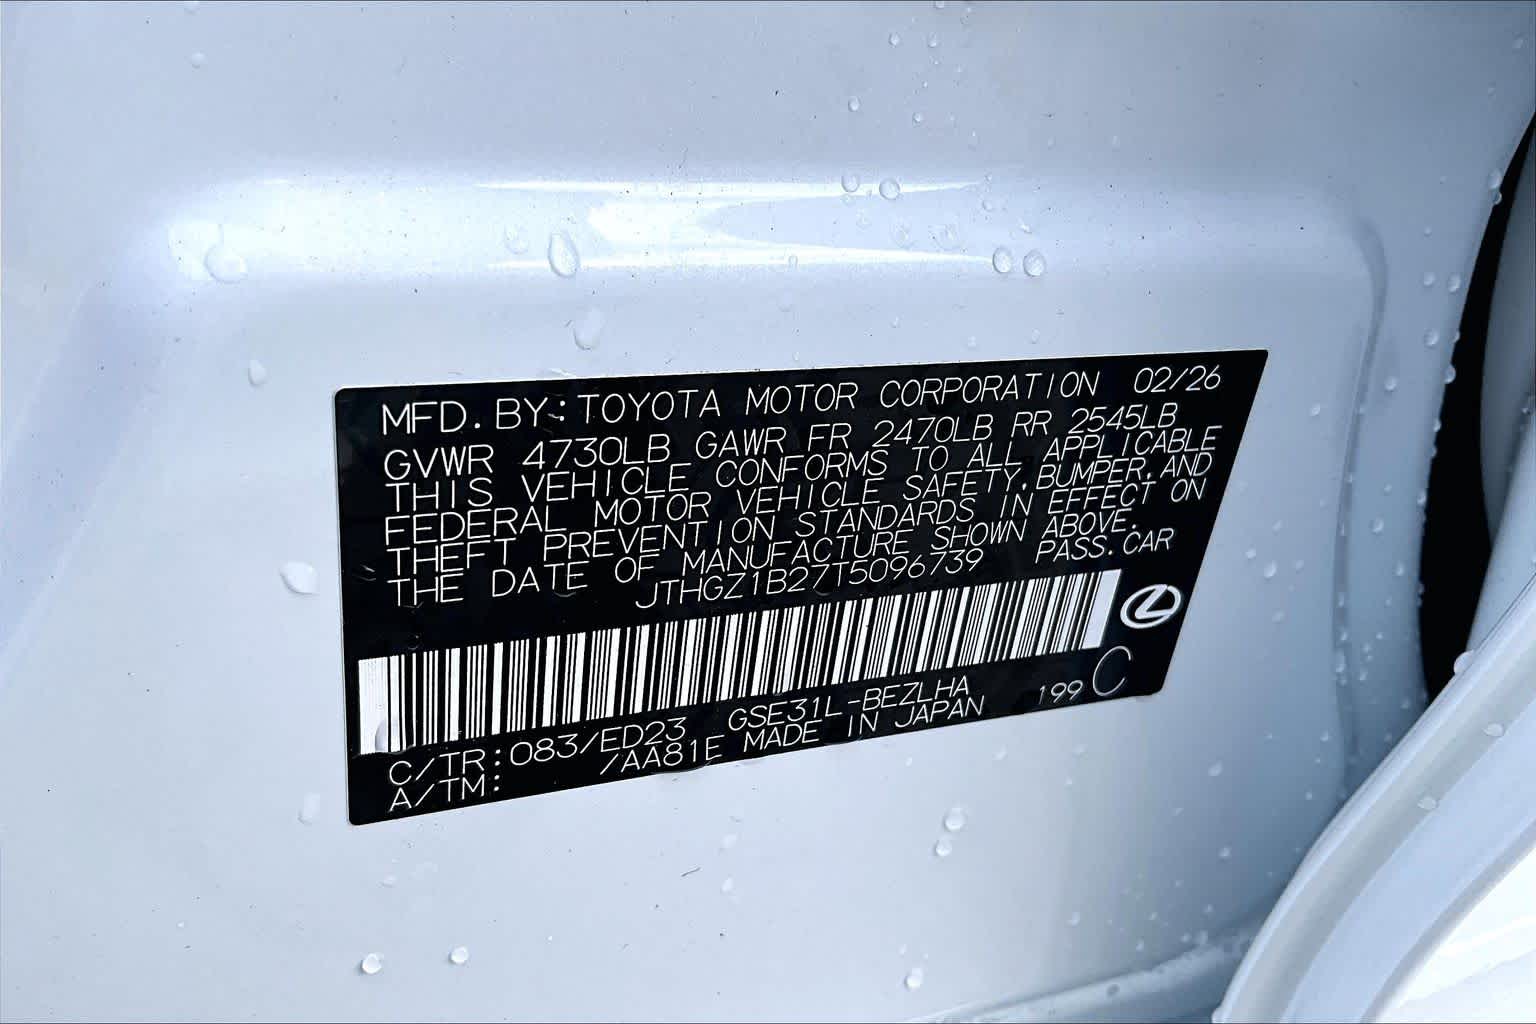 MFD. BY: TOYOTA MOTOR CORPORATION 02/26
GVWR 4730LB GAWR FR 2470LB RR 2545LB
THIS VEHICLE CONFORMS TO ALL APPLICABLE
FEDERAL MOTOR VEHICLE SAFETY, BUMPER, AND
THEFT PREVENTION STANDARDS IN EFFECT ON
THE DATE OF MANUFACTURE SHOWN ABOVE.
JTHGZ1B27T5096739 PASS. CAR
C/TR: 083/ED23 GSE31L-BEZLHA 199 C
A/TM: /AA81E MADE IN JAPAN